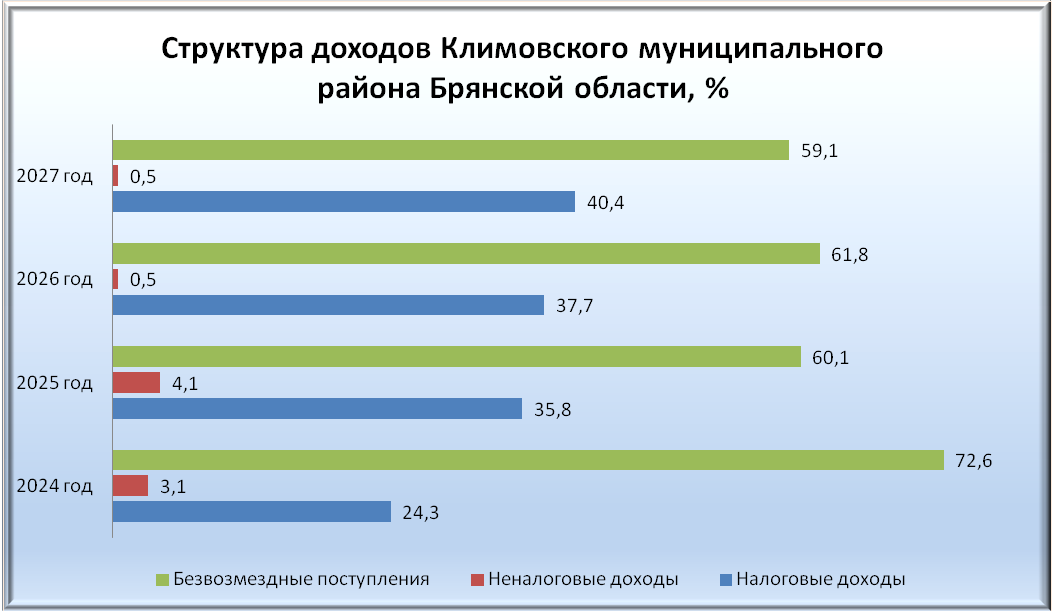 Структура доходов Климовского муниципального
района Брянской области, %
59,1
2027 год
0,5
40,4
61,8
2026 год
0,5
37,7
60,1
2025 год
4,1
35,8
72,6
2024 год
3,1
24,3
Безвозмездные поступления Неналоговые доходы Налоговые доходы